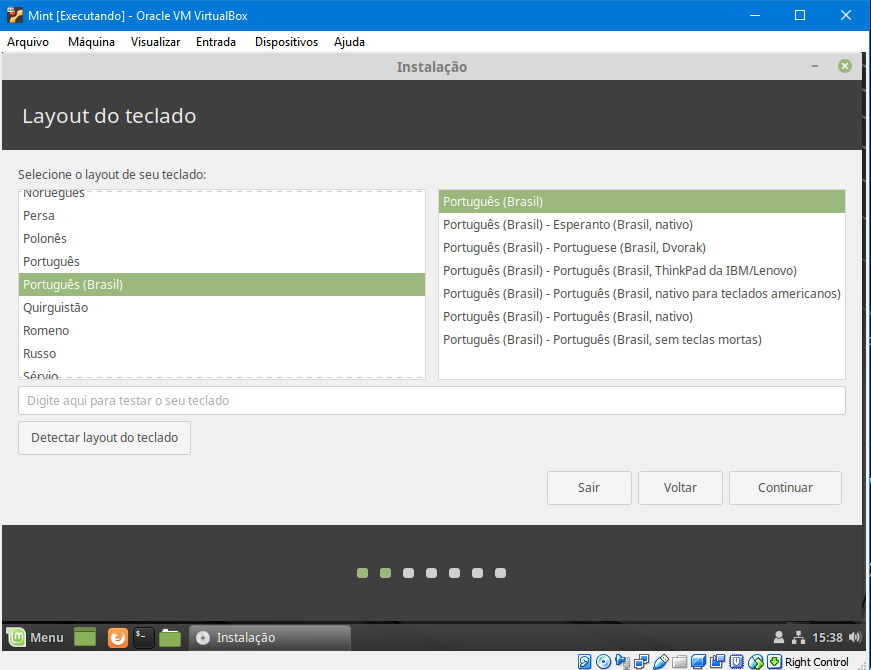 Mint [Executando] - Oracle VM VirtualBox
Arquivo Máquina Visualizar Entrada Dispositivos Ajuda
Instalação
Layout do teclado
Selecione o layout de seu teclado:
Norueguês
Persa
Polonês
Português
Português (Brasil)
Quirguistão
Romeno
Russo
Sérvio
Português (Brasil)
Português (Brasil) - Esperanto (Brasil, nativo)
Português (Brasil) - Portuguese (Brasil, Dvorak)
Português (Brasil) - Português (Brasil, ThinkPad da IBM/Lenovo)
Português (Brasil) - Português (Brasil, nativo para teclados americanos)
Português (Brasil) - Português (Brasil, nativo)
Português (Brasil) - Português (Brasil, sem teclas mortas)
Digite aqui para testar o seu teclado
Detectar layout do teclado
Sair Voltar Continuar
Menu Instalação 15:38
Right Control